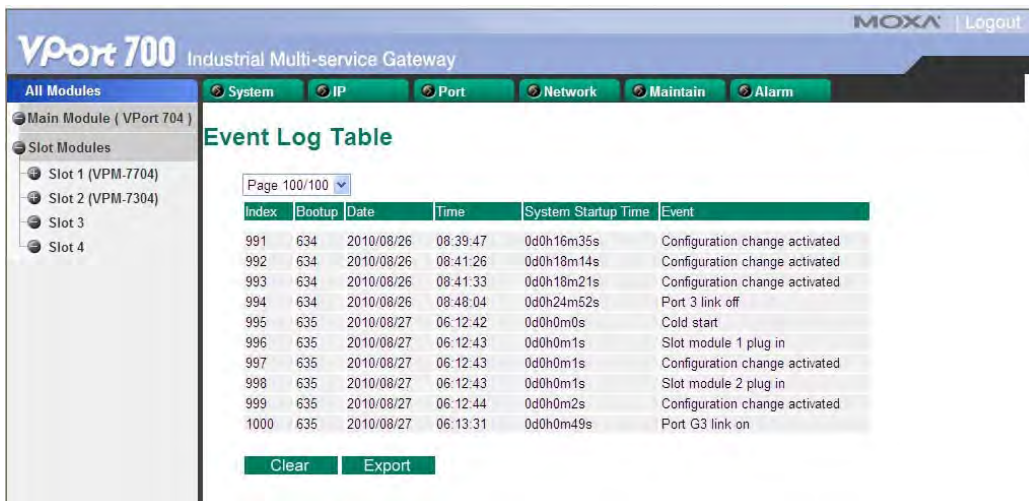 MOXA | Logout
VPort 700 Industrial Multi-service Gateway
All Modules System IP Port Network Maintain Alarm
Main Module ( VPort 704 )
Slot Modules
Slot 1 (VPM-7704)
Slot 2 (VPM-7304)
Slot 3
Slot 4
Event Log Table
Page 100/100
Index Bootup Date Time System Startup Time Event
991 634 2010/08/26 08:39:47 0d0h16m35s Configuration change activated
992 634 2010/08/26 08:41:26 0d0h18m14s Configuration change activated
993 634 2010/08/26 08:41:33 0d0h18m21s Configuration change activated
994 634 2010/08/26 08:48:04 0d0h24m52s Port 3 link off
995 635 2010/08/27 06:12:42 0d0h0m0s Cold start
996 635 2010/08/27 06:12:43 0d0h0m1s Slot module 1 plug in
997 635 2010/08/27 06:12:43 0d0h0m1s Configuration change activated
998 635 2010/08/27 06:12:43 0d0h0m1s Slot module 2 plug in
999 635 2010/08/27 06:12:44 0d0h0m2s Configuration change activated
1000 635 2010/08/27 06:13:31 0d0h0m49s Port G3 link on
Clear Export